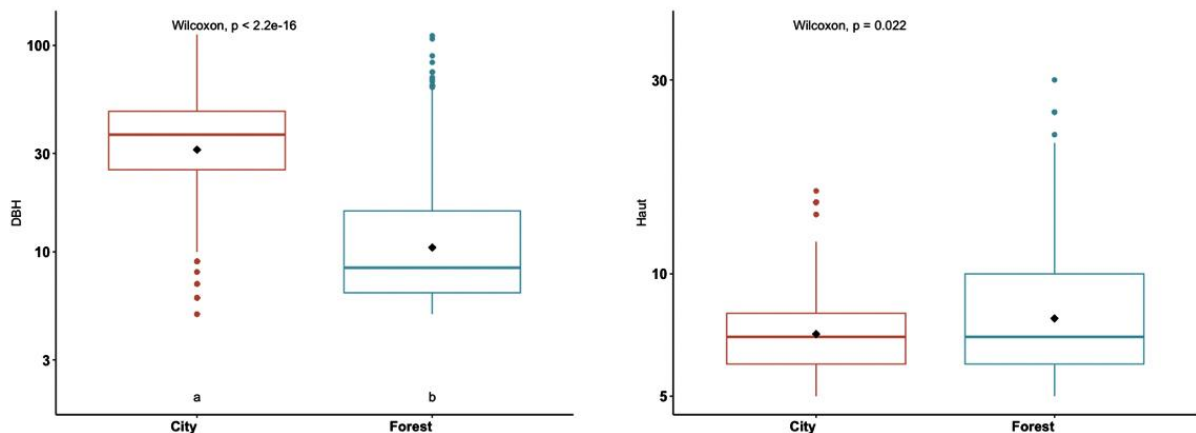 Wilcoxon, p < 2.2e-16
100
30
10
3
DBH
a b
City Forest
Wilcoxon, p = 0.022
30
10
5
Haut
City Forest